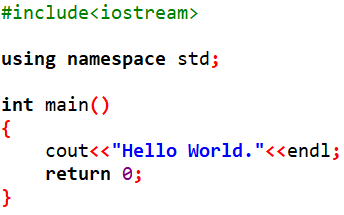 #include<iostream>
using namespace std;
int main()
{
    cout<<"Hello World."<<endl;
    return 0;
}